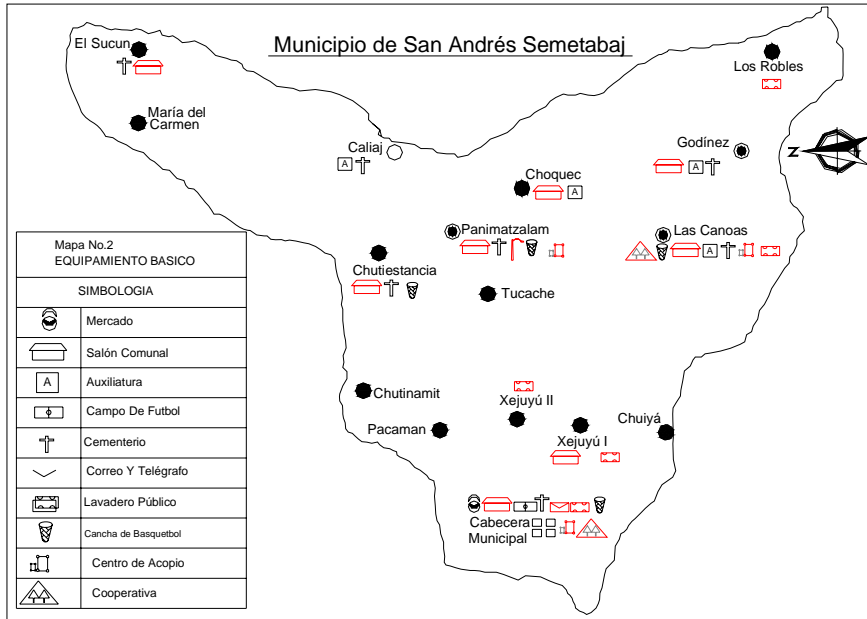 Municipio de San Andrés Semetabaj
El Sucun
Los Robles
María del
Carmen
Caliaj
A
Godínez
A
Z
Choquec
A
Panimatzalam
Las Canoas
A
Chutiestancia
Tucache
Chutinamit
Xejuyú II
Pacaman
Xejuyú I
Chuiyá
Cabecera
Municipal
Mapa No.2
EQUIPAMIENTO BASICO
SIMBOLOGIA
Mercado
Salón Comunal
A Auxiliatura
Campo De Futbol
Cementerio
Correo Y Telégrafo
Lavadero Público
Cancha de Basquetbol
Centro de Acopio
Cooperativa